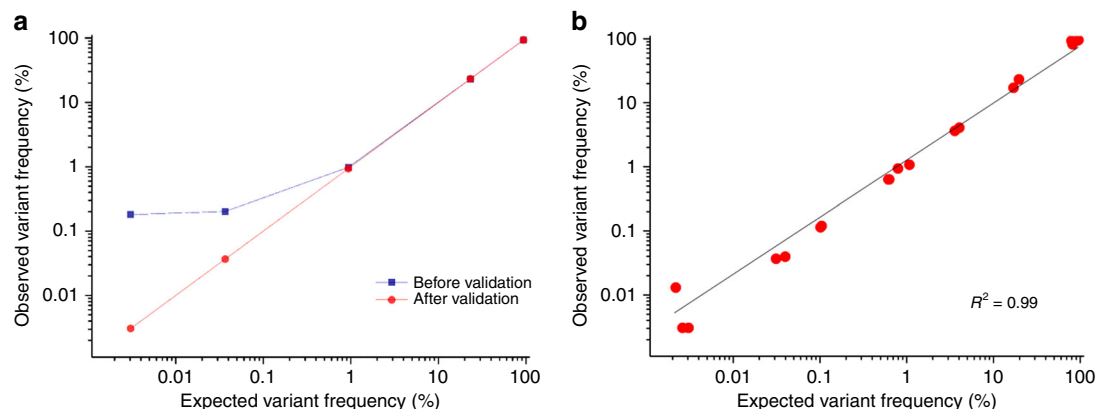 a
Observed variant frequency (%)
100
10
1
0.1
0.01
0.01 0.1 1 10 100
Expected variant frequency (%)
Before validation
After validation
b
Observed variant frequency (%)
100
10
1
0.1
0.01
0.01 0.1 1 10 100
Expected variant frequency (%)
R² = 0.99